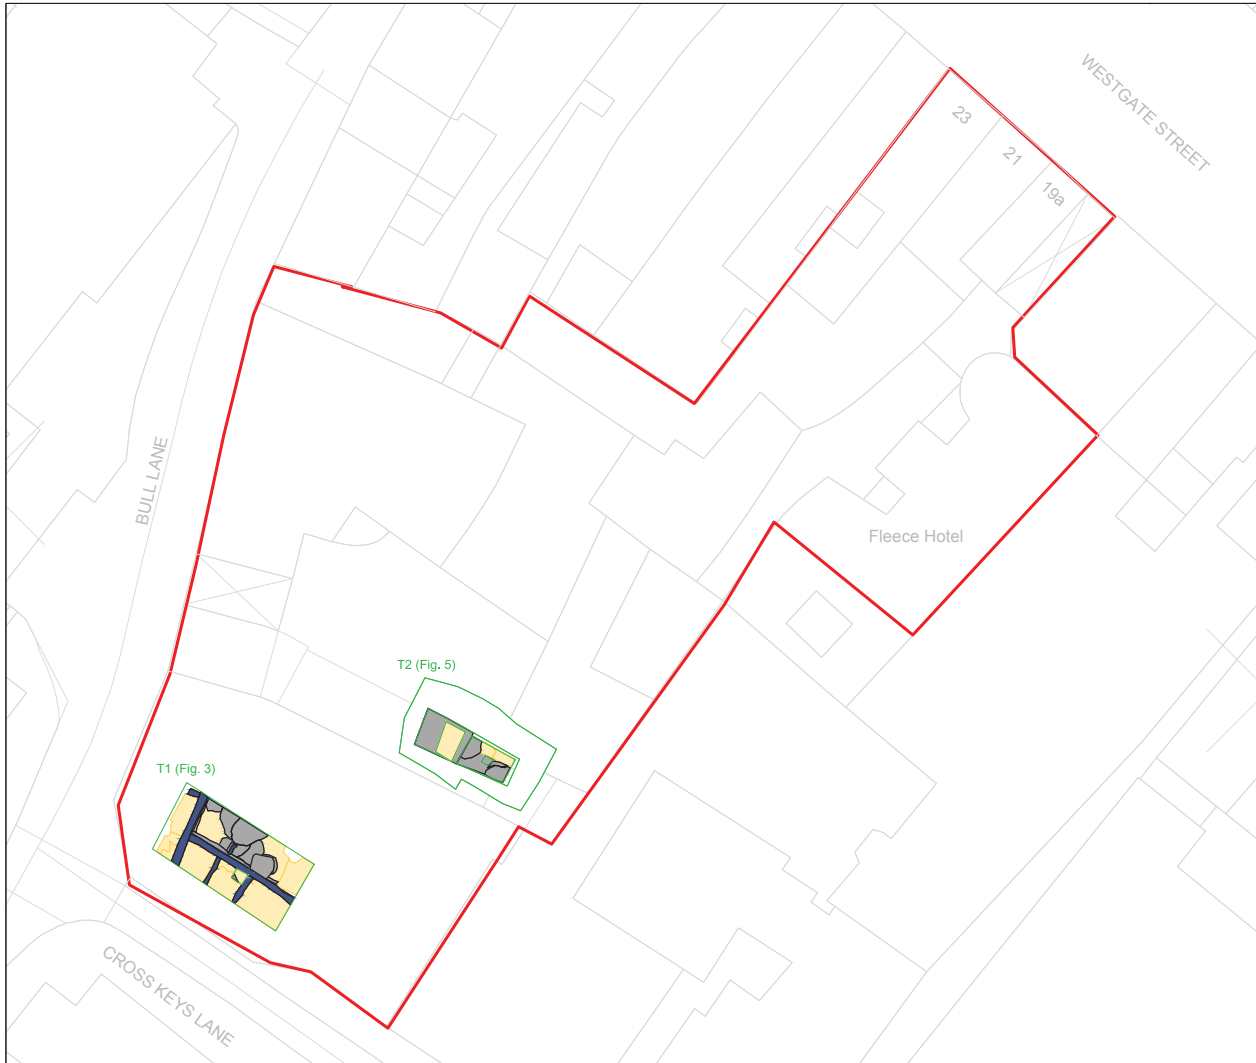 WESTGATE STREET
23
21
19a
BULL LANE
Fleece Hotel
T2 (Fig. 5)
T1 (Fig. 3)
CROSS KEYS LANE